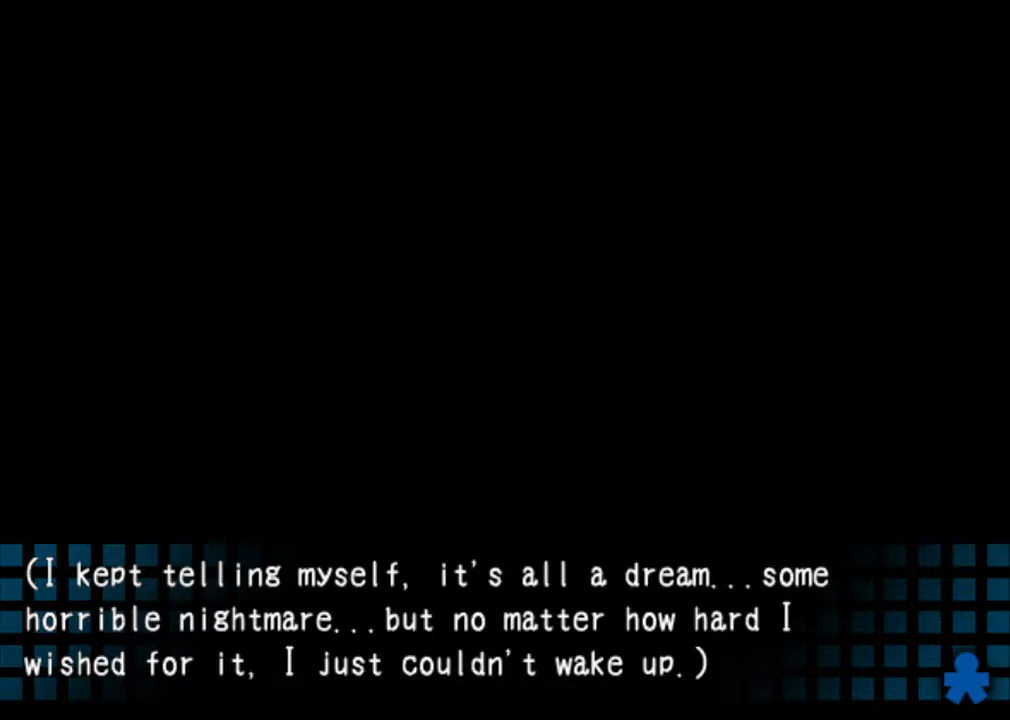 (I kept telling myself, it's all a dream...some
horrible nightmare...but no matter how hard I
wished for it, I just couldn't wake up.)